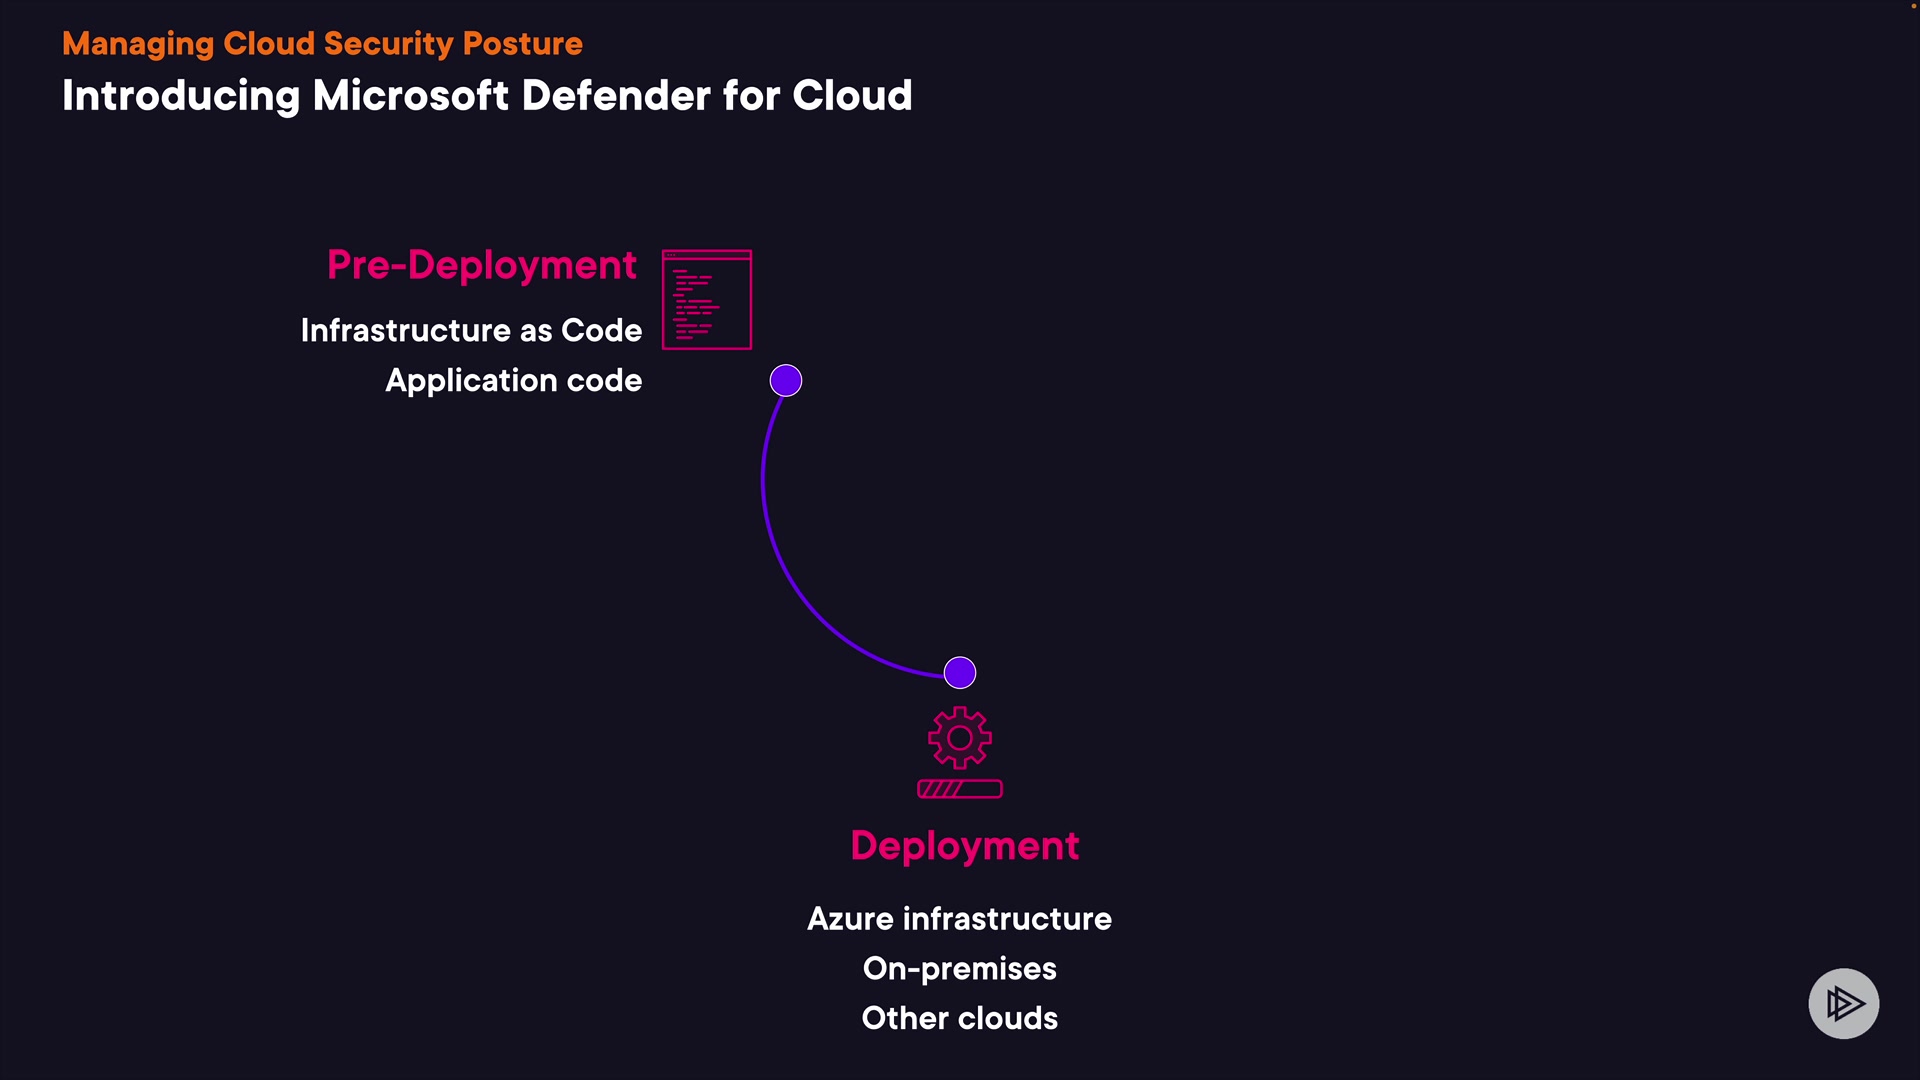 Managing Cloud Security Posture
Introducing Microsoft Defender for Cloud
Pre-Deployment
Infrastructure as Code
Application code
Deployment
Azure infrastructure
On-premises
Other clouds